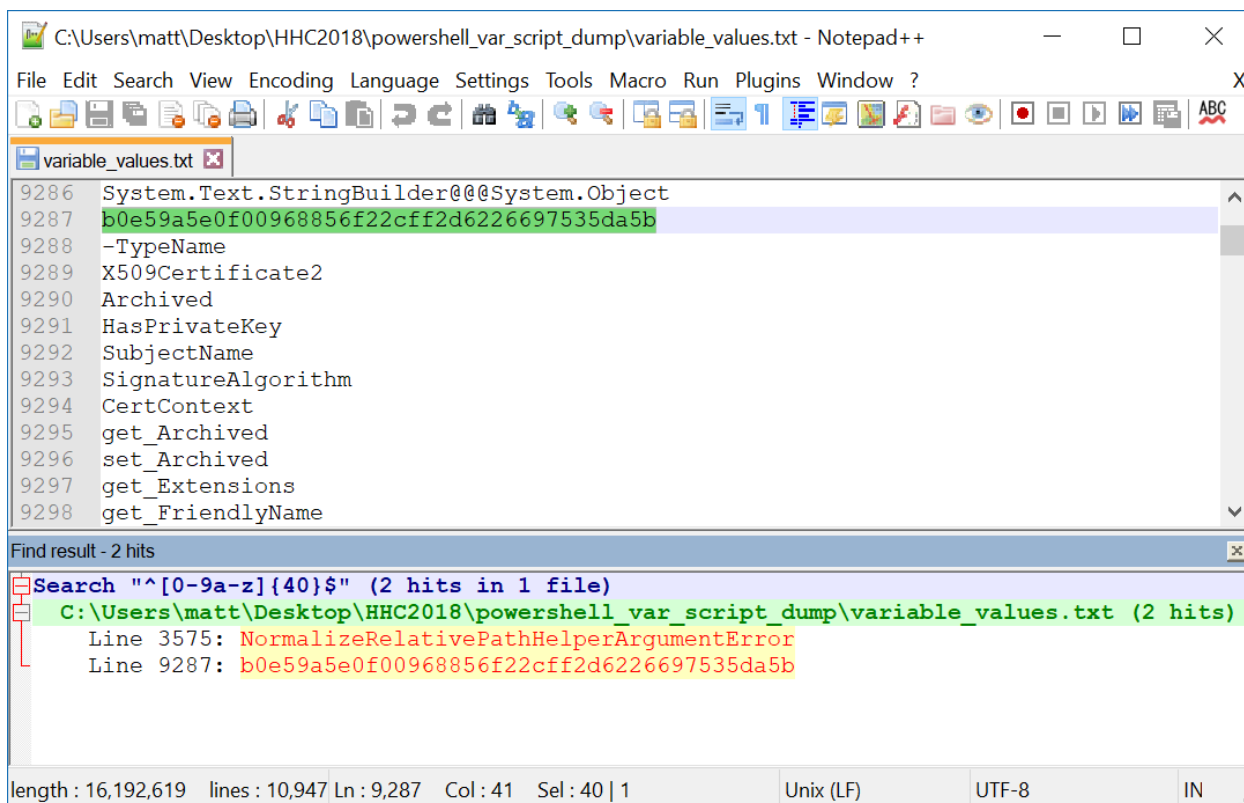 C:\Users\matt\Desktop\HHC2018\powershell_var_script_dump\variable_values.txt - Notepad++
File Edit Search View Encoding Language Settings Tools Macro Run Plugins Window ? X
ABC
variable_values.txt
9286 System.Text.StringBuilder@@@System.Object
9287 b0e59a5e0f00968856f22cff2d6226697535da5b
9288 -TypeName
9289 X509Certificate2
9290 Archived
9291 HasPrivateKey
9292 SubjectName
9293 SignatureAlgorithm
9294 CertContext
9295 get_Archived
9296 set_Archived
9297 get_Extensions
9298 get_FriendlyName
Find result - 2 hits
Search "^[0-9a-z]{40}$" (2 hits in 1 file)
C:\Users\matt\Desktop\HHC2018\powershell_var_script_dump\variable_values.txt (2 hits)
Line 3575: NormalizeRelativePathHelperArgumentError
Line 9287: b0e59a5e0f00968856f22cff2d6226697535da5b
length : 16,192,619 lines : 10,947 Ln : 9,287 Col : 41 Sel : 40 | 1 Unix (LF) UTF-8 IN